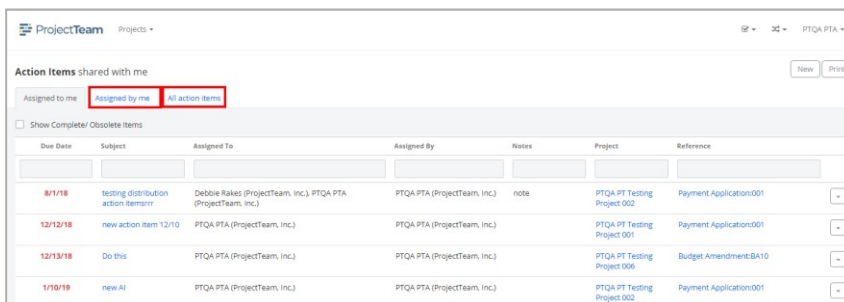 ProjectTeam Projects
PTQA PTA
Action Items shared with me
New Print
Assigned to me Assigned by me All action items
Show Complete/ Obsolete Items
Due Date Subject Assigned To Assigned By Notes Project Reference
8/1/18 testing distribution Debbie Rakes (ProjectTeam, Inc.), PTQA PTA PTQA PTA (ProjectTeam, Inc.) note PTQA PT Testing Payment Application:001
action itemsrrr (ProjectTeam, Inc.) Project 002
12/12/18 new action item 12/10 PTQA PTA (ProjectTeam, Inc.) PTQA PTA (ProjectTeam, Inc.) PTQA PT Testing Payment Application:001
Project 001
12/13/18 Do this PTQA PTA (ProjectTeam, Inc.) PTQA PTA (ProjectTeam, Inc.) PTQA PT Testing Budget Amendment:BA10
Project 006
1/10/19 new AI PTQA PTA (ProjectTeam, Inc.) PTQA PTA (ProjectTeam, Inc.) PTQA PT Testing Payment Application:001
Project 002